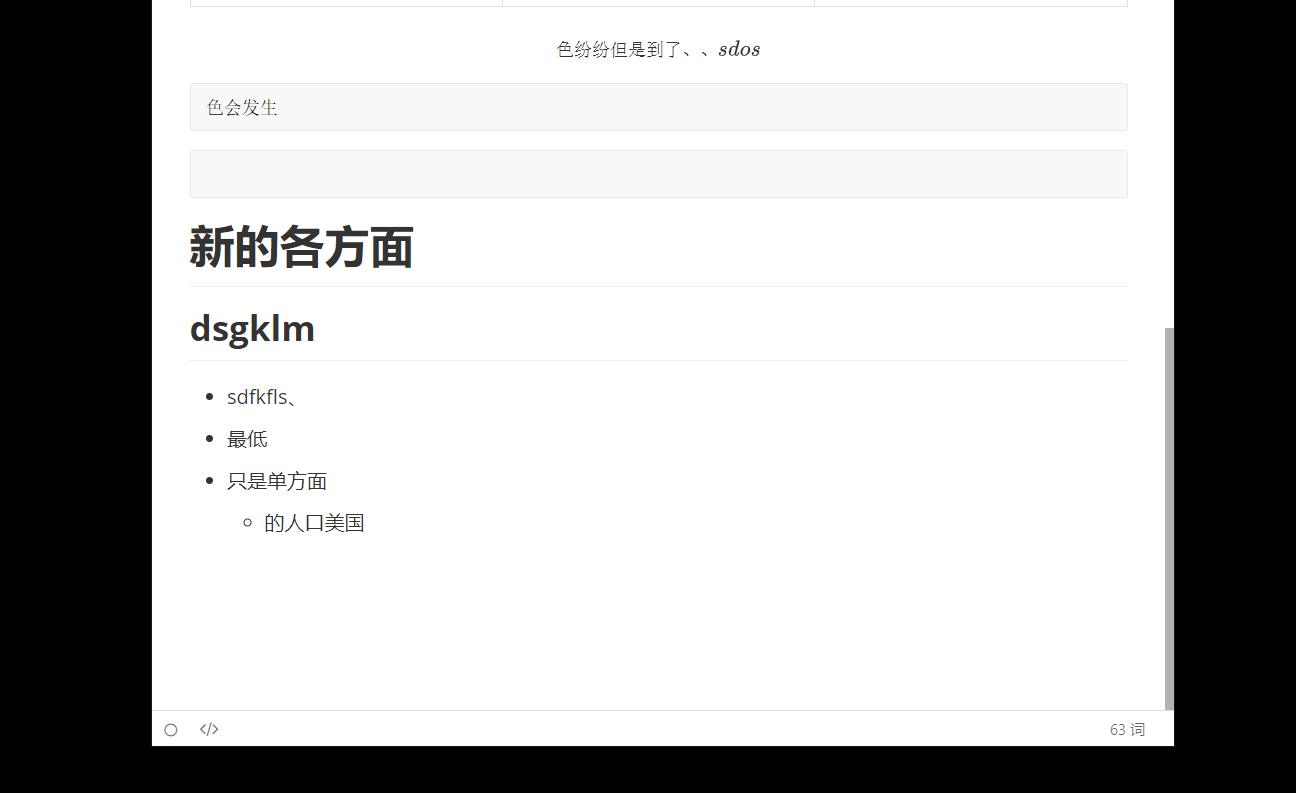 色纷纷但是到了、、sdos
色会发生
新的各方面
dsgklm
sdfkfls、
最低
只是单方面
的人口美国
</>
63 词